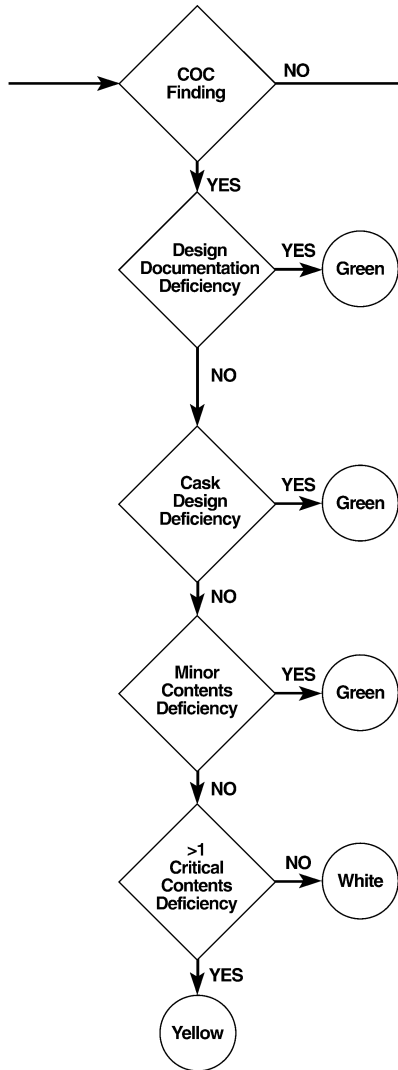 COC
Finding
NO
YES
Design
Documentation
Deficiency
YES
Green
NO
Cask
Design
Deficiency
YES
Green
NO
Minor
Contents
Deficiency
YES
Green
NO
>1
Critical
Contents
Deficiency
NO
White
YES
Yellow